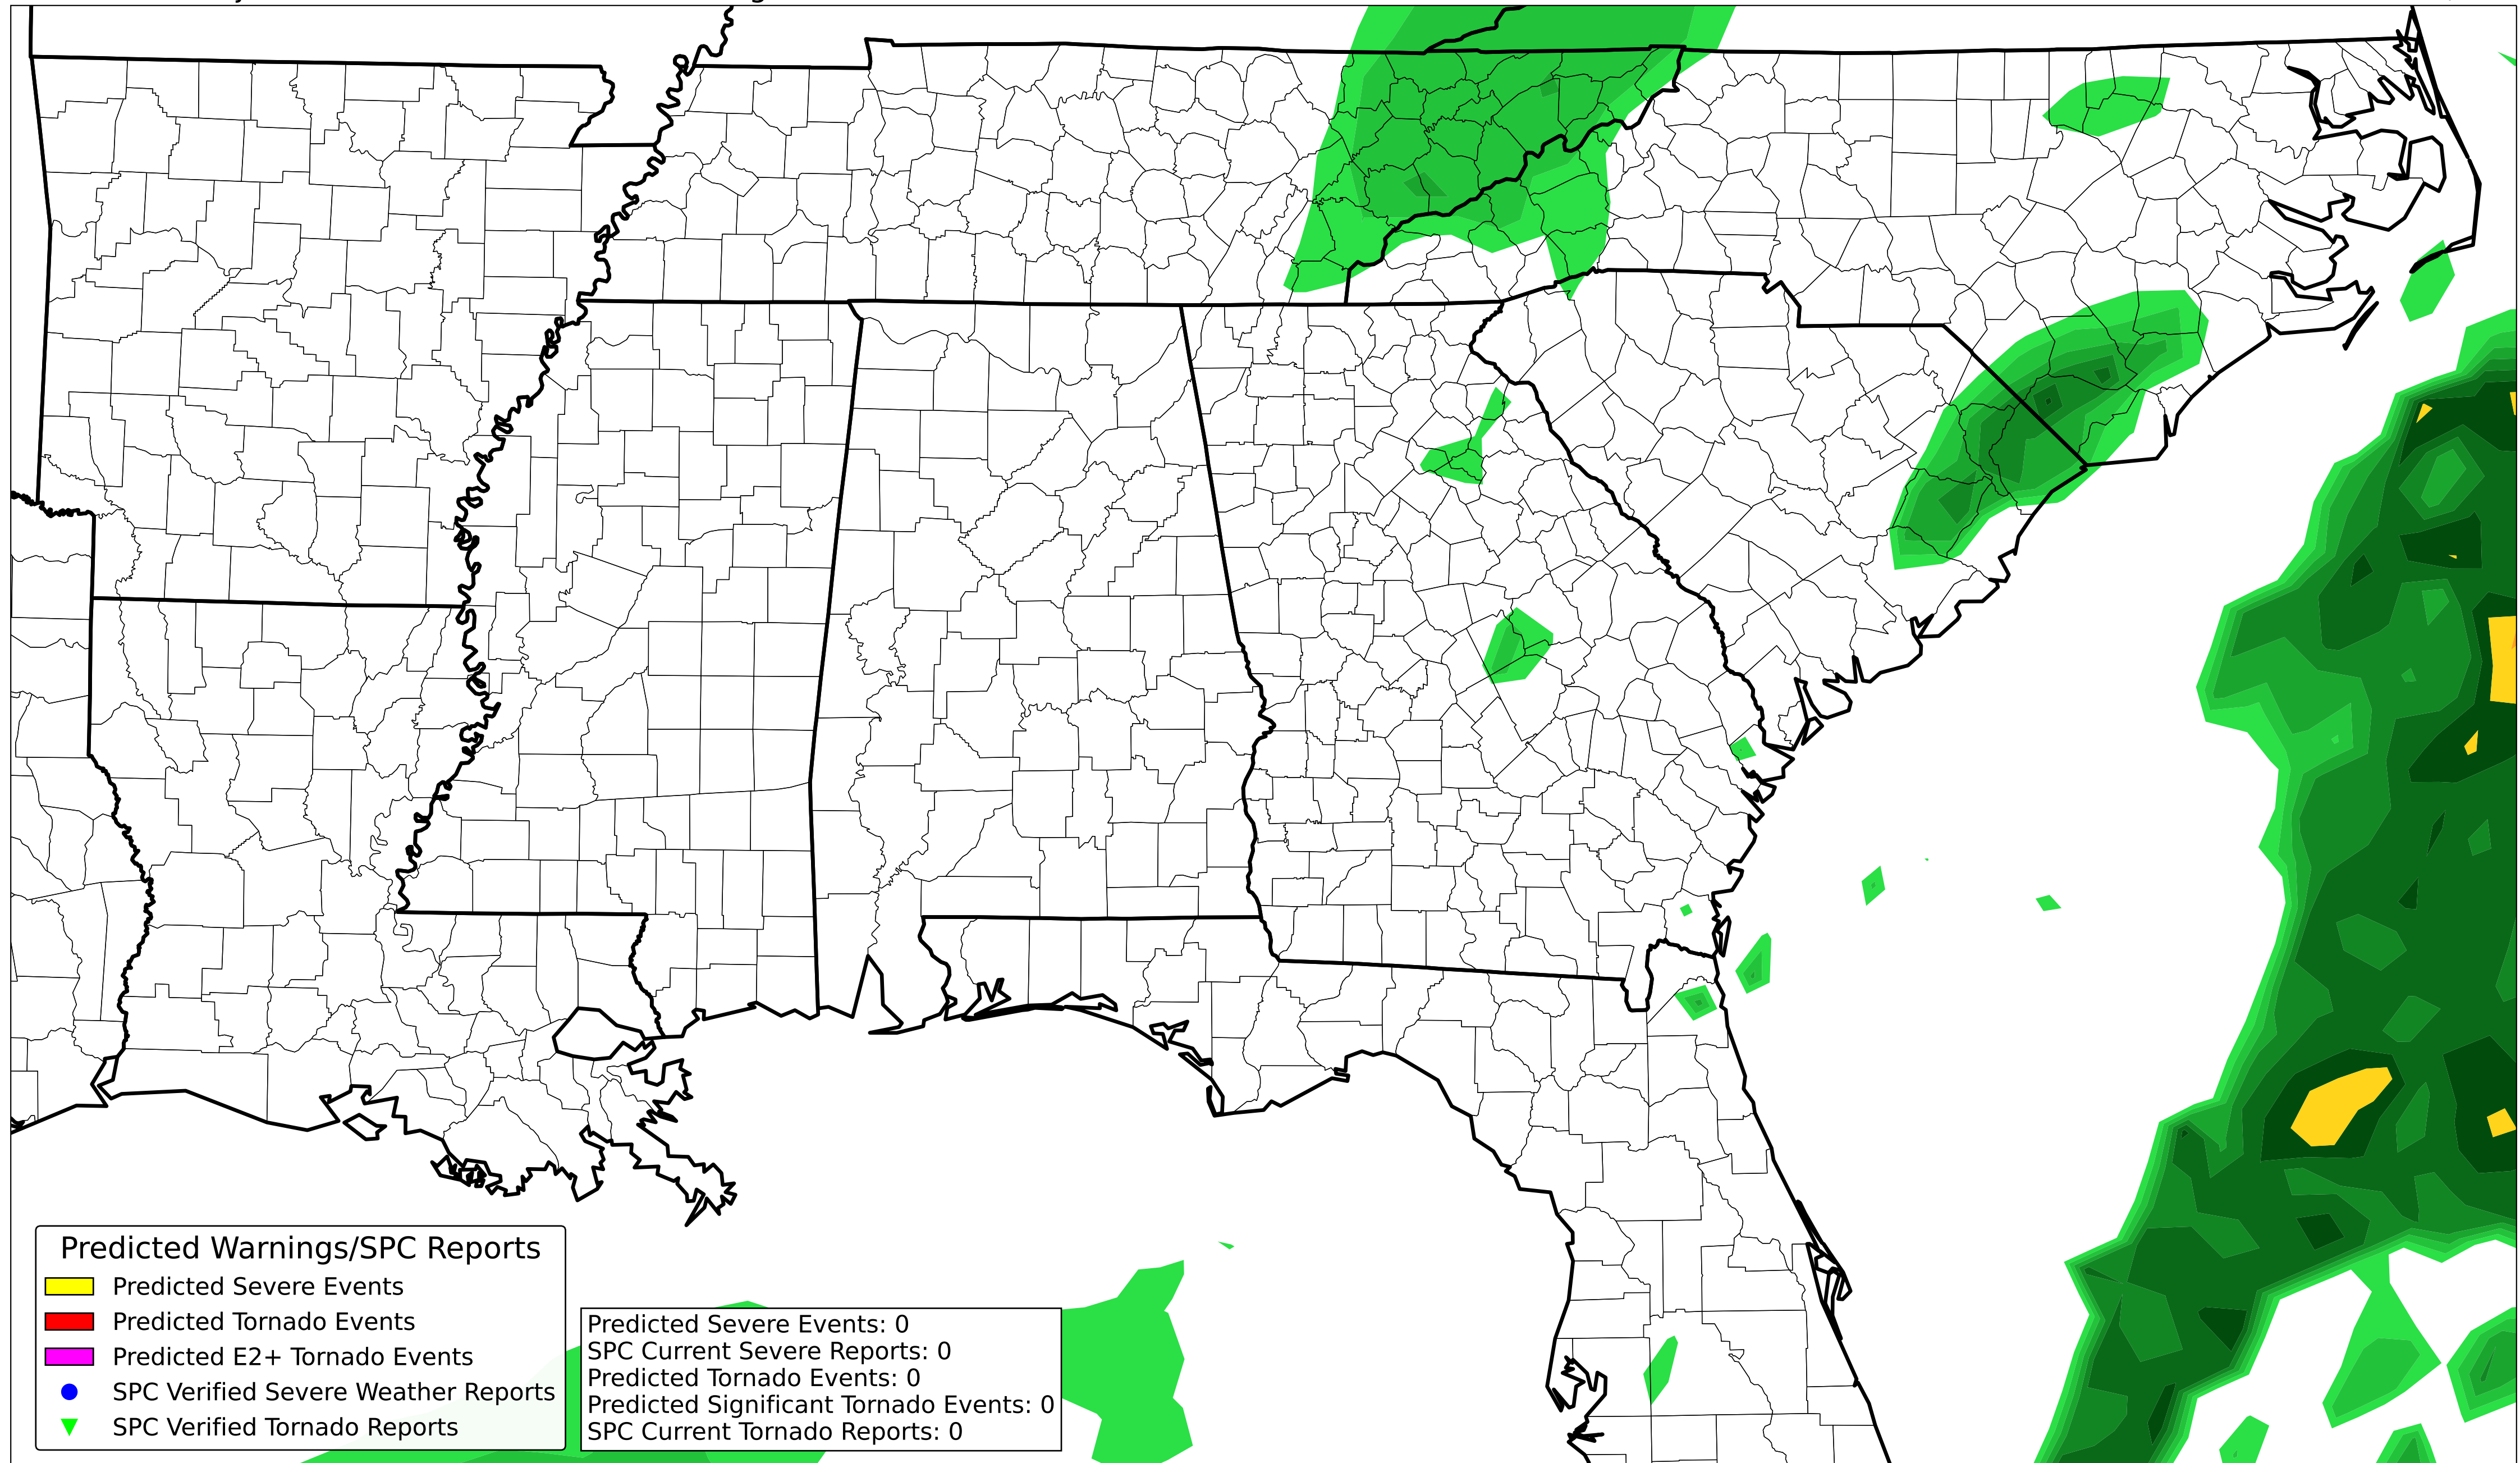 Predicted Warnings/SPC Reports
Predicted Severe Events
Predicted Tornado Events
Predicted E2+ Tornado Events
SPC Verified Severe Weather Reports
SPC Verified Tornado Reports
Predicted Severe Events: 0
SPC Current Severe Reports: 0
Predicted Tornado Events: 0
Predicted Significant Tornado Events: 0
SPC Current Tornado Reports: 0